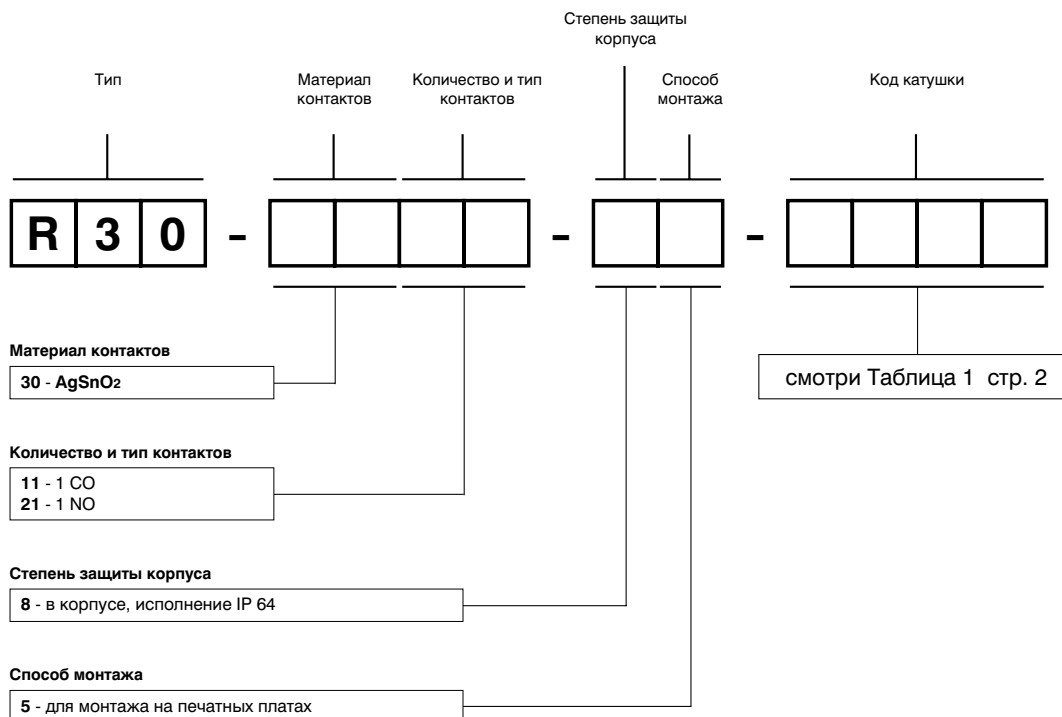 Степень защиты
корпуса
Тип
Материал
контактов
Количество и тип
контактов
Способ
монтажа
Код катушки
R 3 0 - - -
Материал контактов
30 - AgSnO2
смотри Таблица 1 стр. 2
Количество и тип контактов
11 - 1 CO
21 - 1 NO
Степень защиты корпуса
8 - в корпусе, исполнение IP 64
Способ монтажа
5 - для монтажа на печатных платах